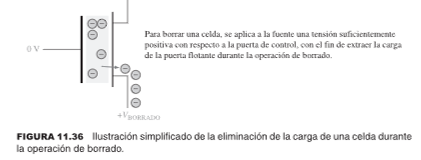 Para borrar una celda, se aplica a la fuente una tensión suficientemente
positiva con respecto a la puerta de control, con el fin de extraer la carga
de la puerta flotante durante la operación de borrado.
0 V
+VBORRADO
FIGURA 11.36 Ilustración simplificado de la eliminación de la carga de una celda durante
la operación de borrado.